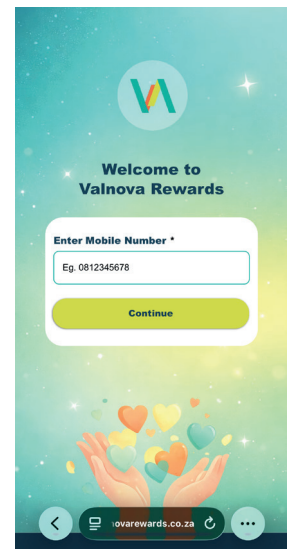 Welcome to
Valnova Rewards
Enter Mobile Number *
Eg. 0812345678
Continue
ovarewards.co.za